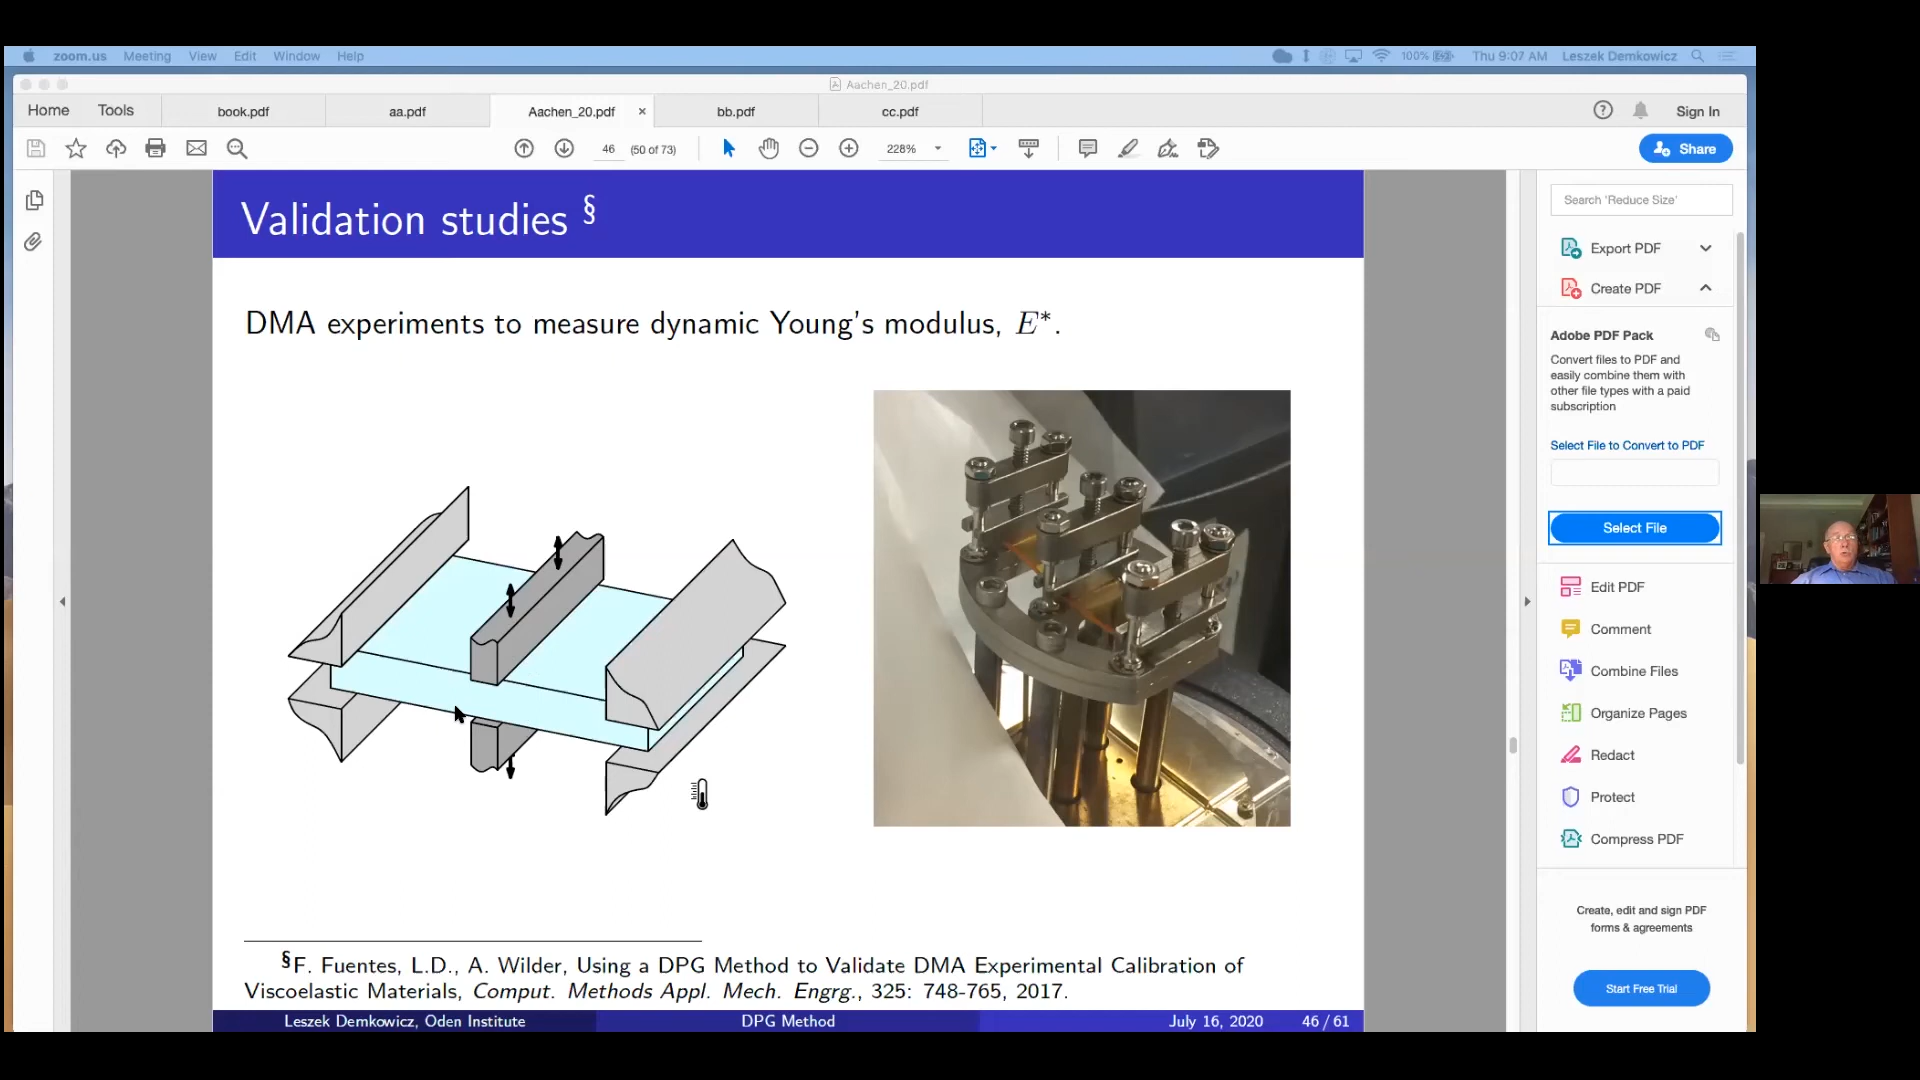 zoom.us Meeting View Edit Window Help 100% Thu 9:07 AM Leszek Demkowicz
Aachen_20.pdf
Home Tools book.pdf aa.pdf Aachen_20.pdf × bb.pdf cc.pdf Sign In
46 (50 of 73) 228% Share
Validation studies §
DMA experiments to measure dynamic Young's modulus, E*.
§F. Fuentes, L.D., A. Wilder, Using a DPG Method to Validate DMA Experimental Calibration of
Viscoelastic Materials, Comput. Methods Appl. Mech. Engrg., 325: 748-765, 2017.
Leszek Demkowicz, Oden Institute DPG Method July 16, 2020 46 / 61
Search 'Reduce Size'
Export PDF
Create PDF
Adobe PDF Pack
Convert files to PDF and
easily combine them with
other file types with a paid
subscription
Select File to Convert to PDF
Select File
Edit PDF
Comment
Combine Files
Organize Pages
Redact
Protect
Compress PDF
Create, edit and sign PDF
forms & agreements
Start Free Trial